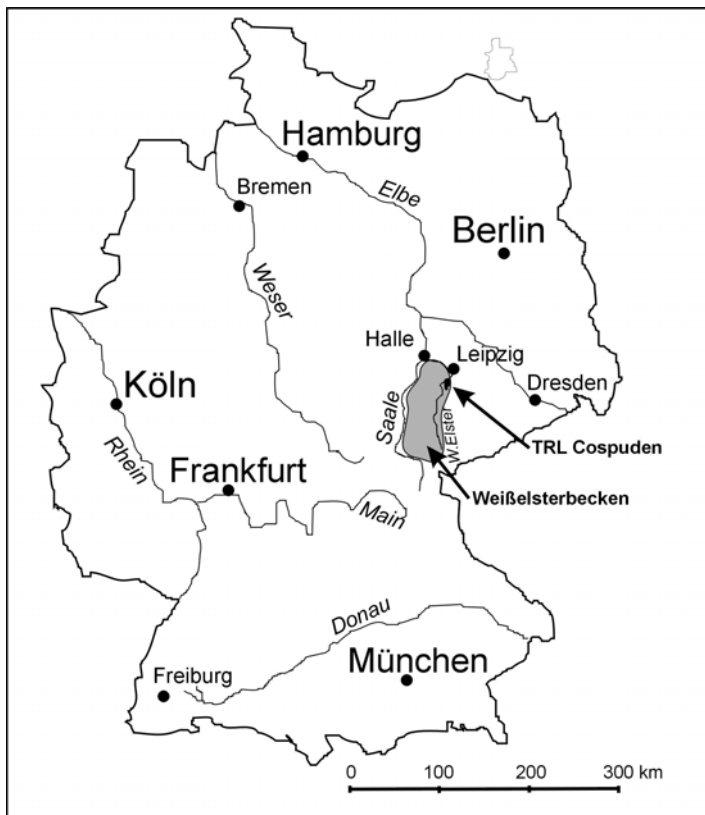 Hamburg
Bremen
Elbe
Berlin
Weser
Halle
Leipzig
Köln
Dresden
Saale
W.Elster
TRL Cospuden
Rhein
Frankfurt
Weißelsterbecken
Main
Donau
Freiburg
München
0 100 200 300 km